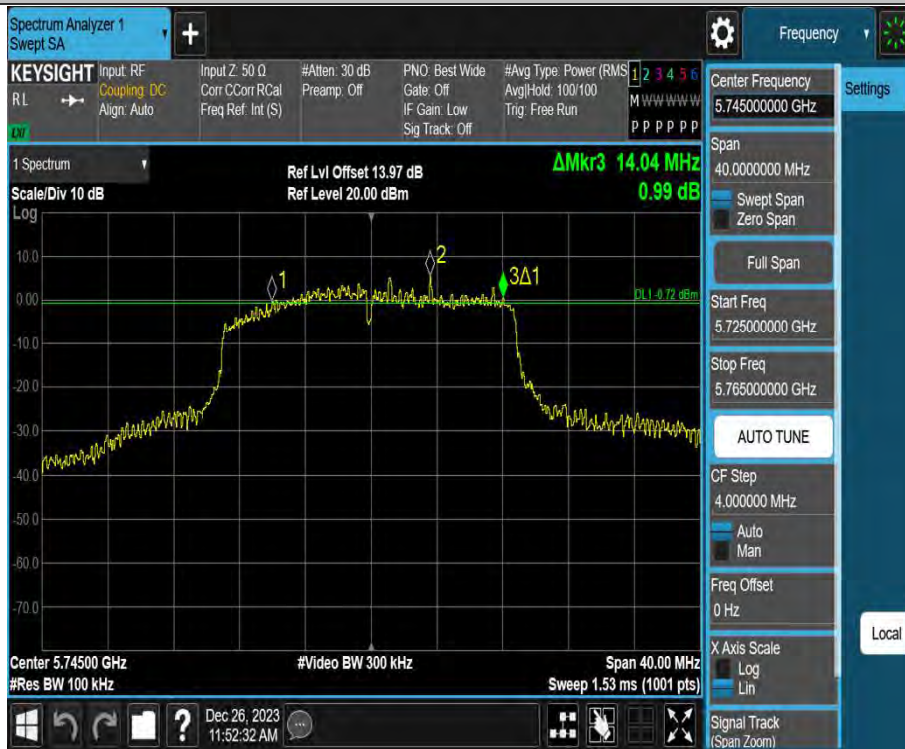 Spectrum Analyzer 1
Swept SA
+
Frequency
KEYSIGHT
RL
LXI
Input: RF
Coupling: DC
Align: Auto
Input Z: 50 Ω
Corr CCorr RCal
Freq Ref: Int (S)
#Atten: 30 dB
Preamp: Off
PNO: Best Wide
Gate: Off
IF Gain: Low
Sig Track: Off
#Avg Type: Power (RMS
Avg|Hold: 100/100
Trig: Free Run
1 2 3 4 5 6
M W W W W W
P P P P P P
Center Frequency
5.745000000 GHz
Settings
1 Spectrum
Scale/Div 10 dB
Log
Ref Lvl Offset 13.97 dB
Ref Level 20.00 dBm
ΔMkr3 14.04 MHz
0.99 dB
Span
40.0000000 MHz
Swept Span
Zero Span
Full Span
Start Freq
5.725000000 GHz
Stop Freq
5.765000000 GHz
AUTO TUNE
CF Step
4.000000 MHz
Auto
Man
Freq Offset
0 Hz
X Axis Scale
Log
Lin
Signal Track
(Span Zoom)
Local
10.0
0.00
-10.0
-20.0
-30.0
-40.0
-50.0
-60.0
-70.0
1
2
3Δ1
DL1 -0.72 dBm
Center 5.74500 GHz
#Res BW 100 kHz
#Video BW 300 kHz
Span 40.00 MHz
Sweep 1.53 ms (1001 pts)
?
Dec 26, 2023
11:52:32 AM